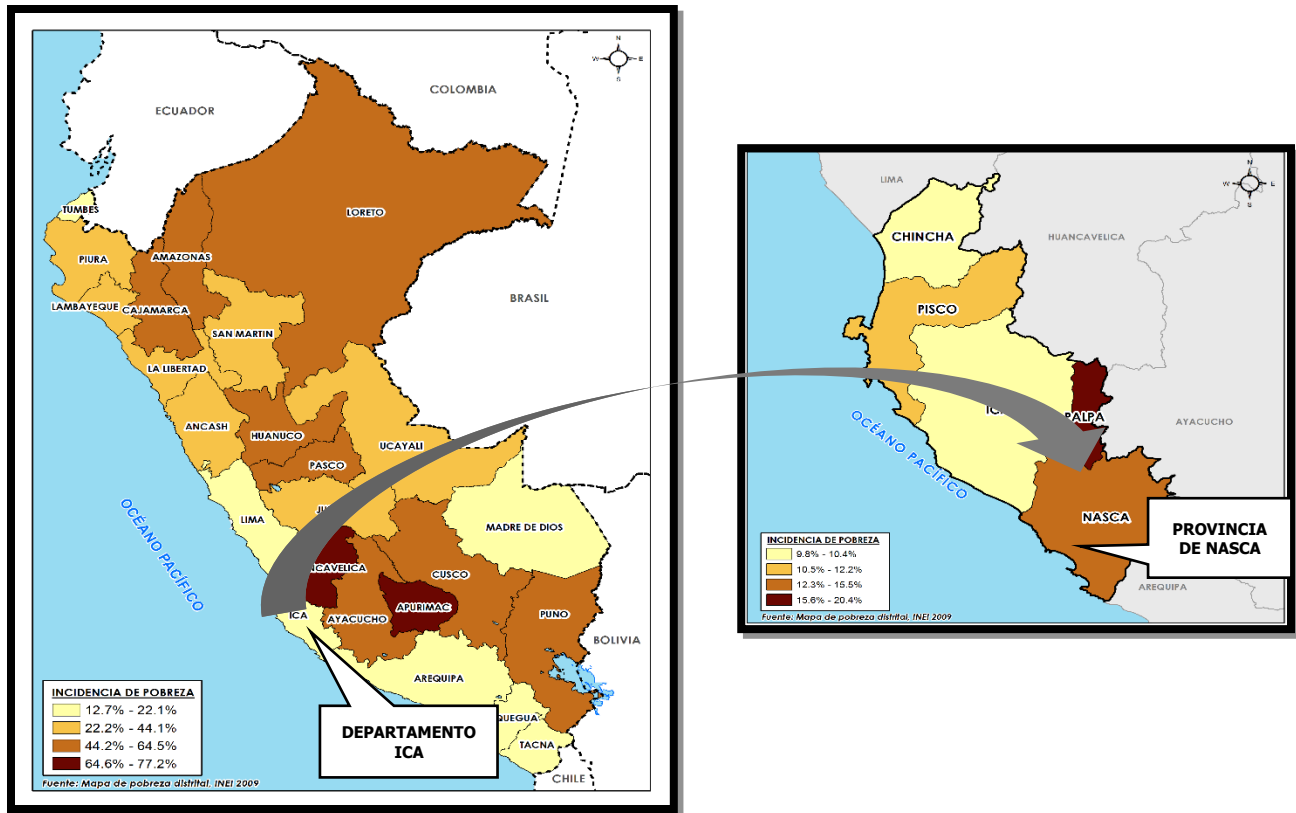 N
W E
S
COLOMBIA
ECUADOR
TUMBES
LORETO
PIURA
AMAZONAS
BRASIL
LAMBAYEQUE
CAJAMARCA
SAN MARTIN
LA LIBERTAD
ANCASH
HUANUCO
UCAYALI
PASCO
LIMA
JU
MADRE DE DIOS
OCÉANO PACÍFICO
NCAVELICA
CUSCO
APURIMAC
ICA
AYACUCHO
PUNO
BOLIVIA
AREQUIPA
QUEGUA
TACNA
CHILE
DEPARTAMENTO
ICA
INCIDENCIA DE POBREZA
12.7% - 22.1%
22.2% - 44.1%
44.2% - 64.5%
64.6% - 77.2%
Fuente: Mapa de pobreza distrital, INEI 2009
N
W E
S
LIMA
CHINCHA
HUANCAVELICA
PISCO
IC
PALPA
AYACUCHO
OCÉANO PACÍFICO
NASCA
PROVINCIA
DE NASCA
AREQUIPA
INCIDENCIA DE POBREZA
9.8% - 10.4%
10.5% - 12.2%
12.3% - 15.5%
15.6% - 20.4%
Fuente: Mapa de pobreza distrital, INEI 2009